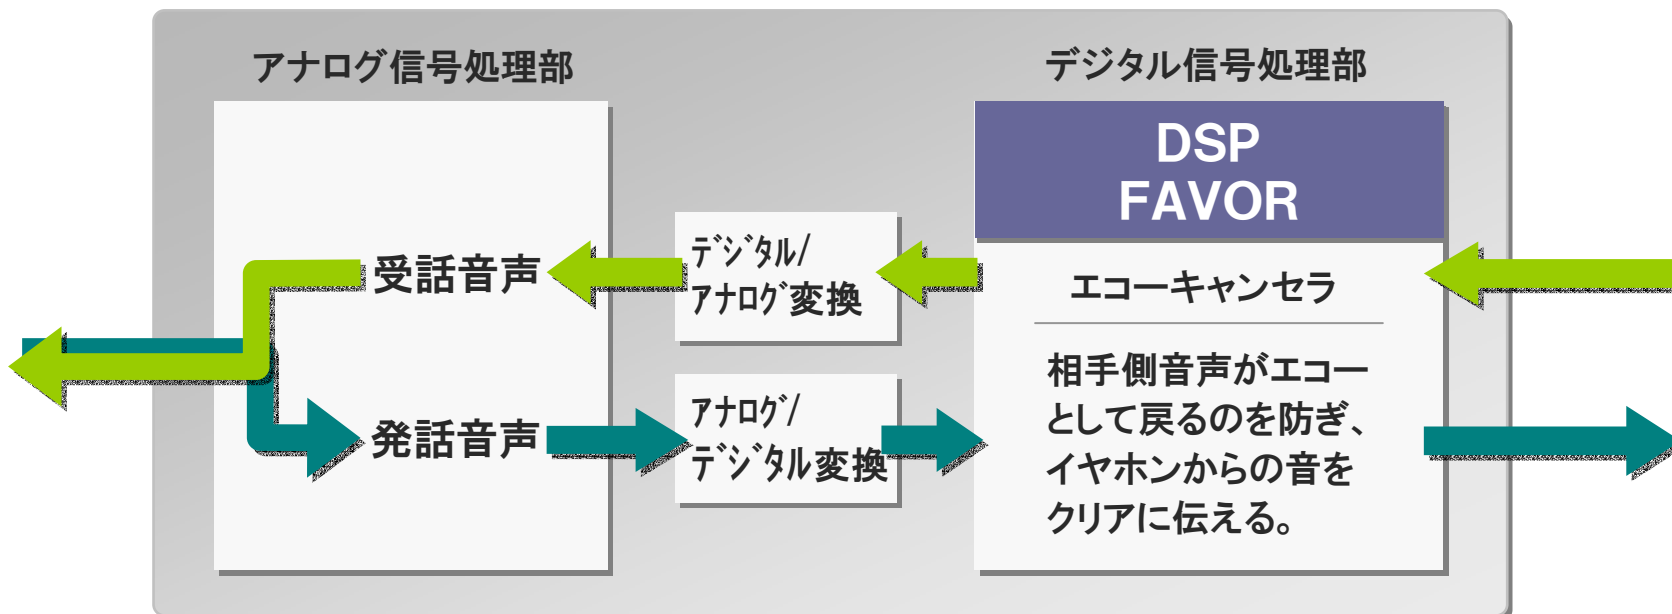 アナログ信号処理部
デジタル信号処理部
DSP
FAVOR
受話音声
ﾃﾞｼﾞﾀﾙ/
ｱﾅﾛｸﾞ変換
エコーキャンセラ
相手側音声がエコー
として戻るのを防ぎ、
イヤホンからの音を
クリアに伝える。
発話音声
ｱﾅﾛｸﾞ/
ﾃﾞｼﾞﾀﾙ変換